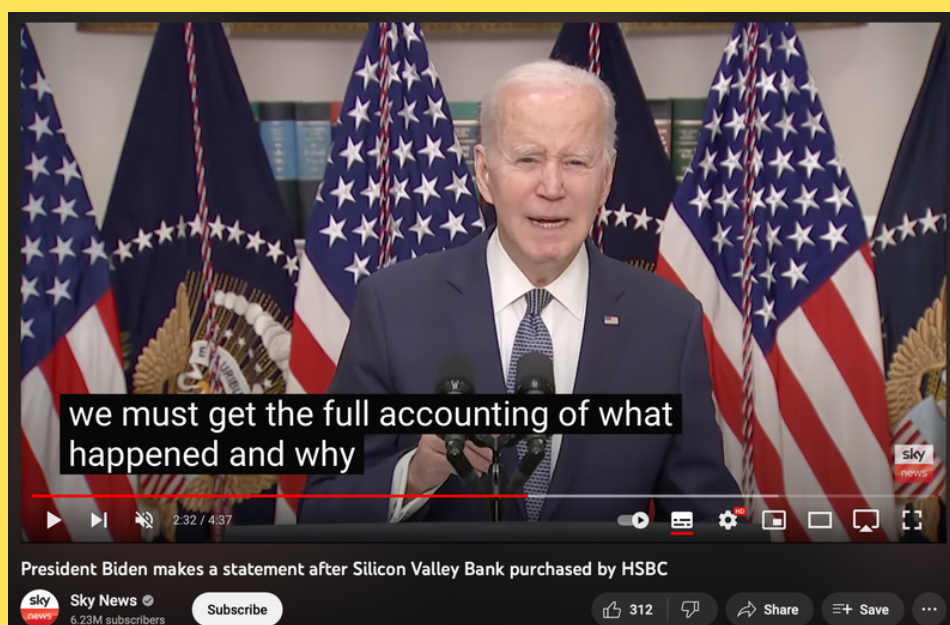 we must get the full accounting of what
happened and why
sky
news
HD
2:32 / 4:37
President Biden makes a statement after Silicon Valley Bank purchased by HSBC
sky
news
Sky News
6.23M subscribers
Subscribe
312
Share
Save